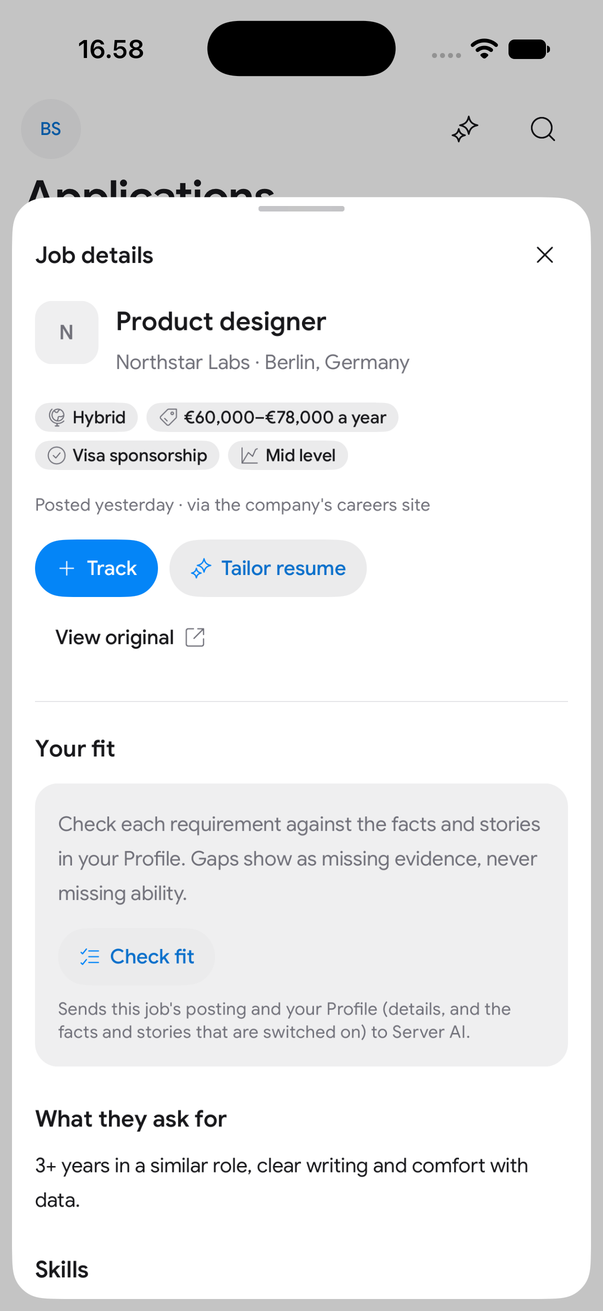 16.58
BS
Applications
Job details
N
Product designer
Northstar Labs · Berlin, Germany
Hybrid
€60,000–€78,000 a year
Visa sponsorship
Mid level
Posted yesterday · via the company's careers site
Track
Tailor resume
View original
Your fit
Check each requirement against the facts and stories
in your Profile. Gaps show as missing evidence, never
missing ability.
Check fit
Sends this job's posting and your Profile (details, and the
facts and stories that are switched on) to Server AI.
What they ask for
3+ years in a similar role, clear writing and comfort with
data.
Skills